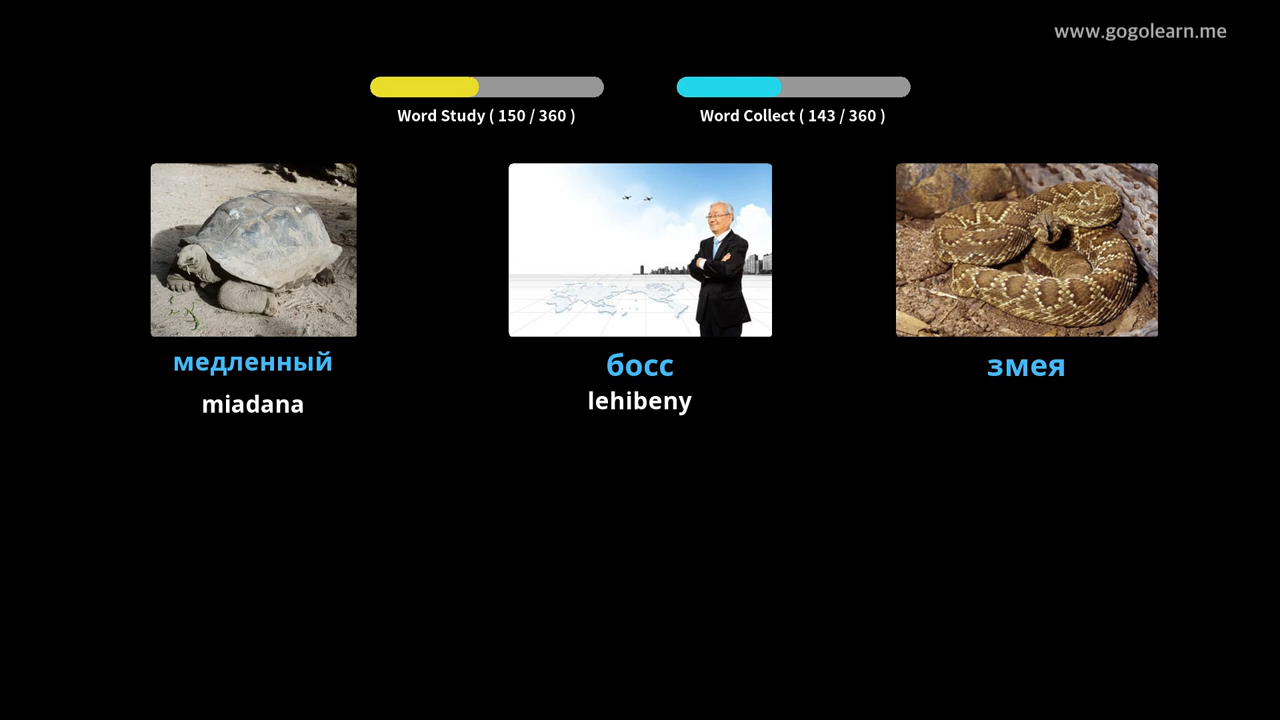 www.gogolearn.me
Word Study ( 150 / 360 )
Word Collect ( 143 / 360 )
медленный
miadana
босс
lehibeny
змея